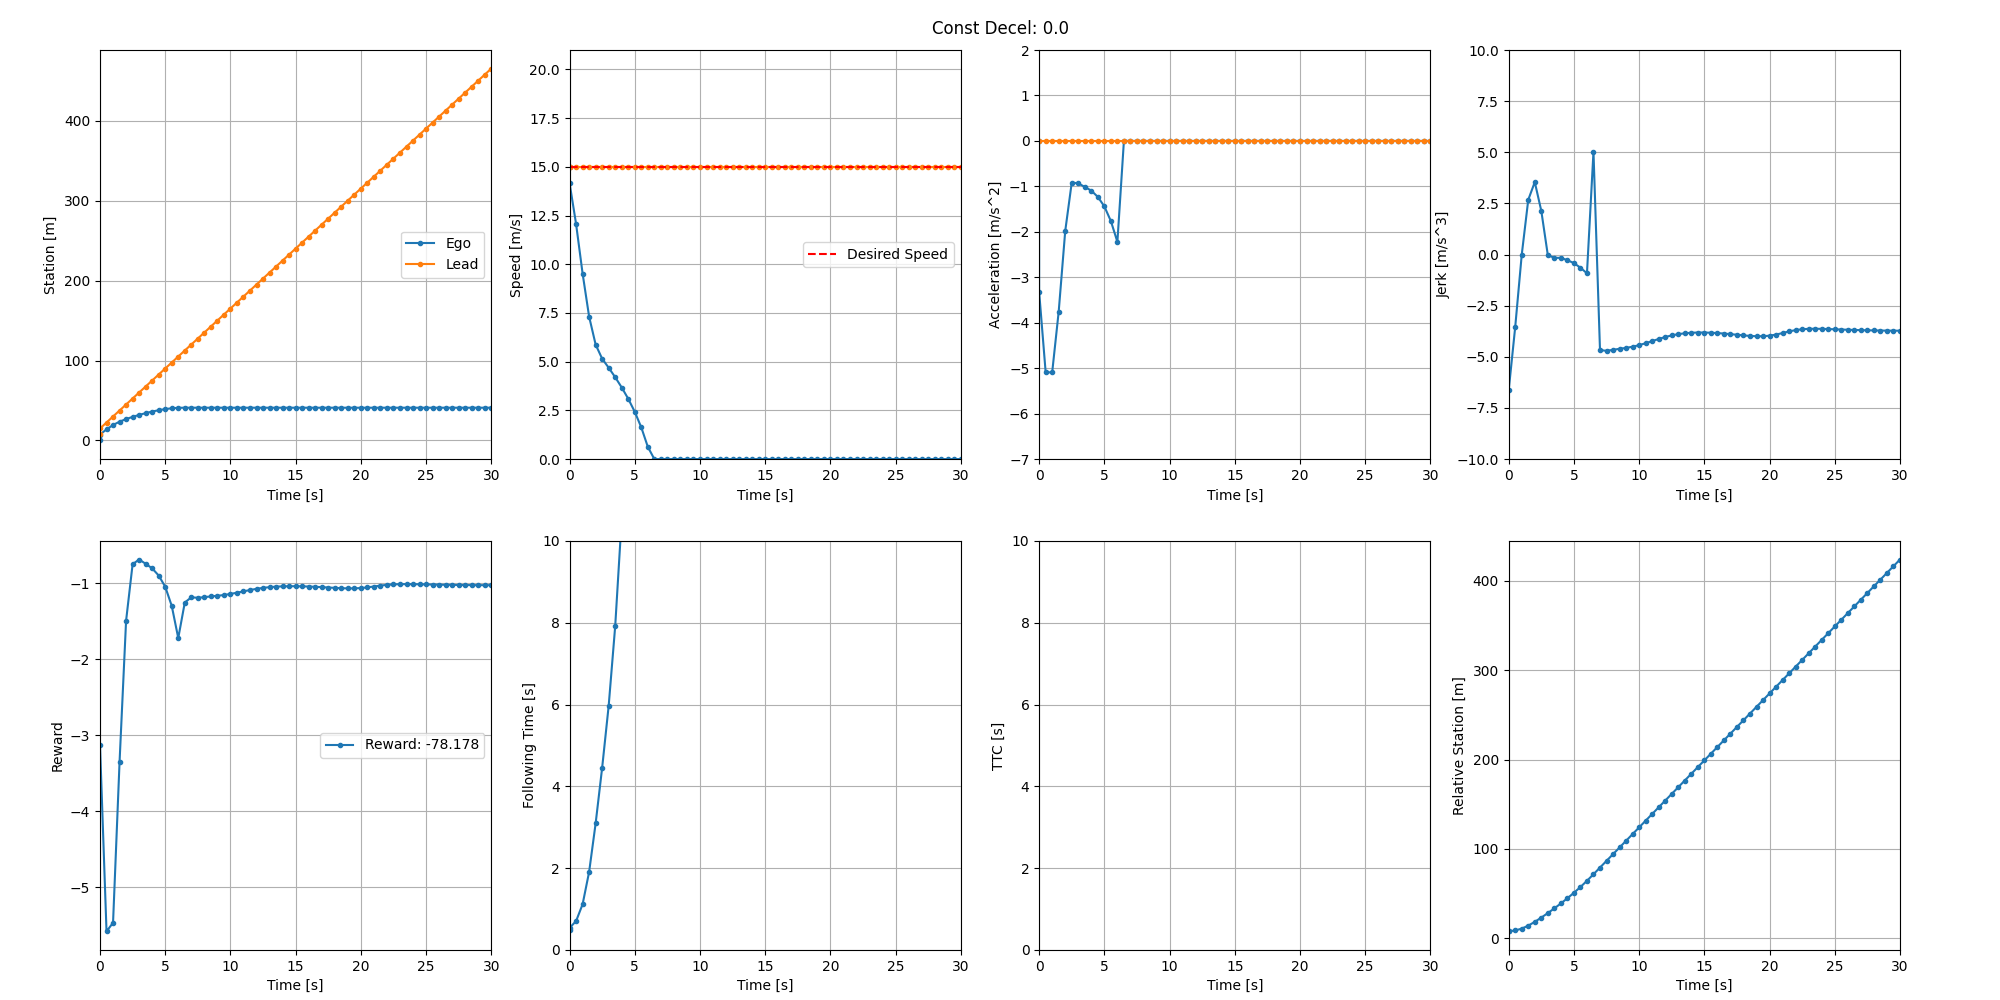 Const Decel: 0.0
Station [m]
400
300
200
100
0
0 5 10 15 20 25 30
Time [s]
Ego
Lead
Speed [m/s]
20.0
17.5
15.0
12.5
10.0
7.5
5.0
2.5
0.0
0 5 10 15 20 25 30
Time [s]
Desired Speed
Acceleration [m/s^2]
2
1
0
−1
−2
−3
−4
−5
−6
−7
0 5 10 15 20 25 30
Time [s]
Jerk [m/s^3]
10.0
7.5
5.0
2.5
0.0
−2.5
−5.0
−7.5
−10.0
0 5 10 15 20 25 30
Time [s]
Reward
−1
−2
−3
−4
−5
0 5 10 15 20 25 30
Time [s]
Reward: -78.178
Following Time [s]
10
8
6
4
2
0
0 5 10 15 20 25 30
Time [s]
TTC [s]
10
8
6
4
2
0
0 5 10 15 20 25 30
Time [s]
Relative Station [m]
400
300
200
100
0
0 5 10 15 20 25 30
Time [s]